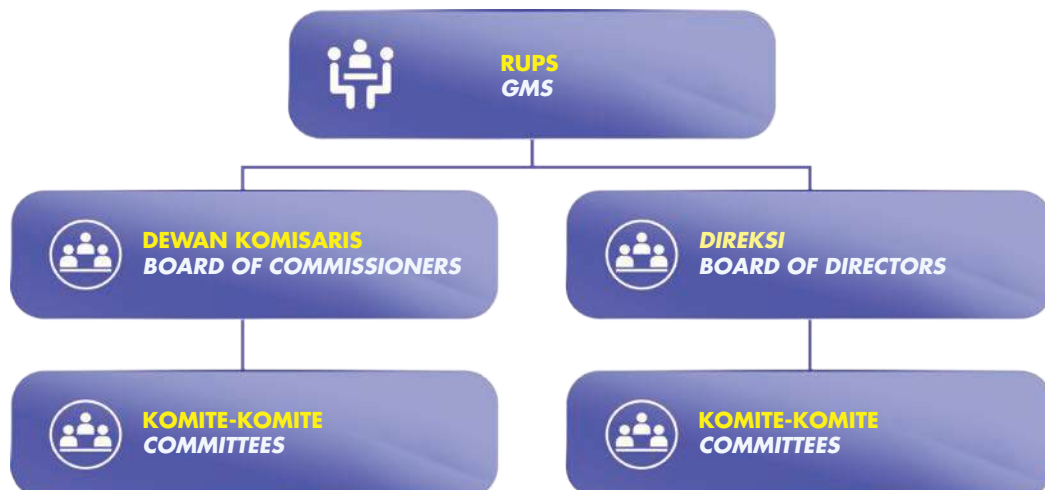 RUPS
GMS
DEWAN KOMISARIS
BOARD OF COMMISSIONERS
DIREKSI
BOARD OF DIRECTORS
KOMITE-KOMITE
COMMITTEES
KOMITE-KOMITE
COMMITTEES